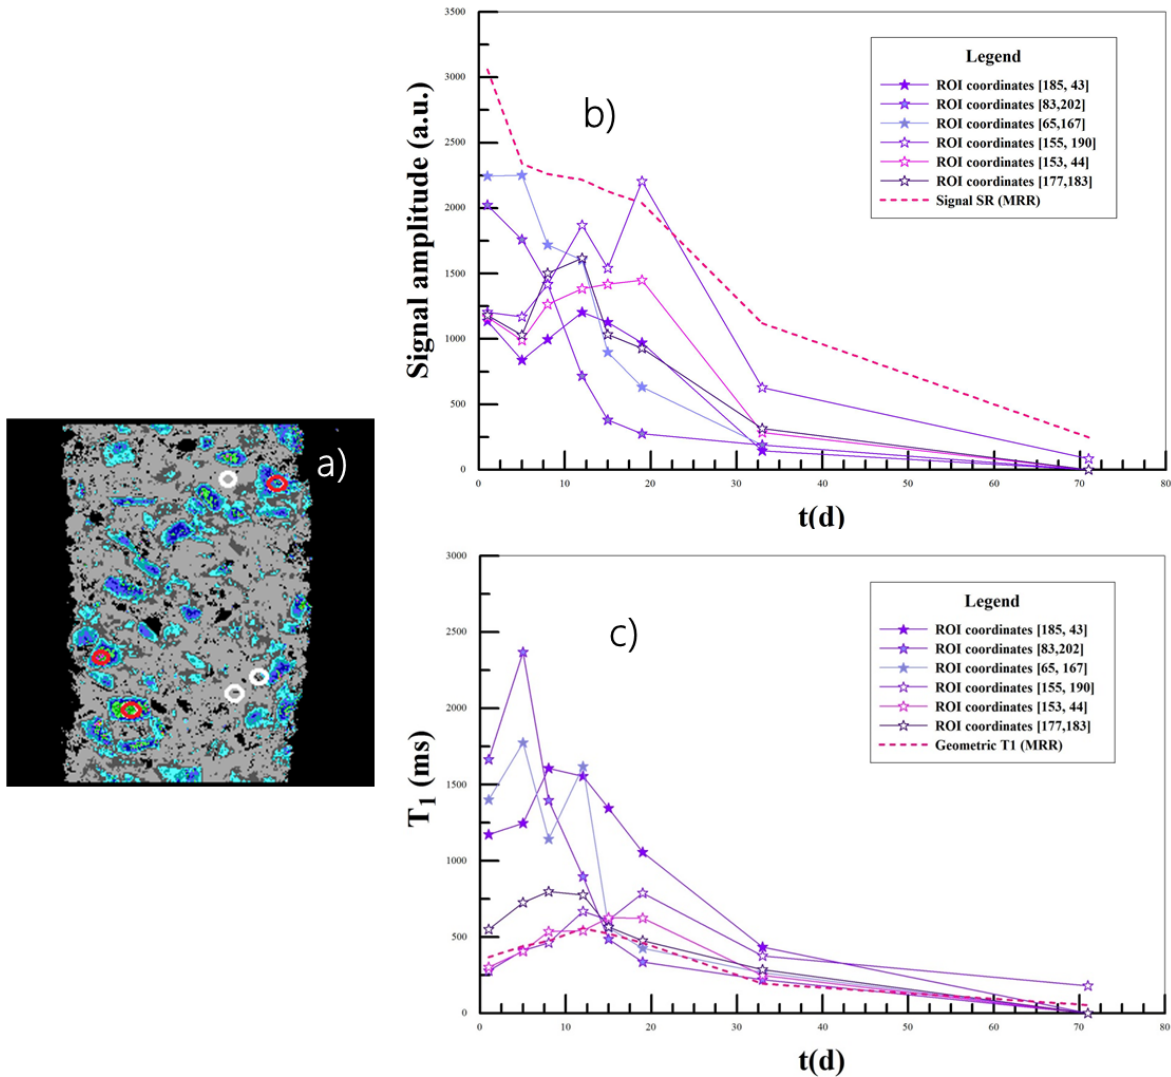 a)
b)
Signal amplitude (a.u.)
3500
3000
2500
2000
1500
1000
500
0
0 10 20 30 40 50 60 70 80
t(d)
Legend
ROI coordinates [185, 43]
ROI coordinates [83,202]
ROI coordinates [65,167]
ROI coordinates [155, 190]
ROI coordinates [153, 44]
ROI coordinates [177,183]
Signal SR (MRR)
c)
T1 (ms)
3000
2500
2000
1500
1000
500
0
0 10 20 30 40 50 60 70 80
t(d)
Legend
ROI coordinates [185, 43]
ROI coordinates [83,202]
ROI coordinates [65, 167]
ROI coordinates [155, 190]
ROI coordinates [153, 44]
ROI coordinates [177,183]
Geometric T1 (MRR)